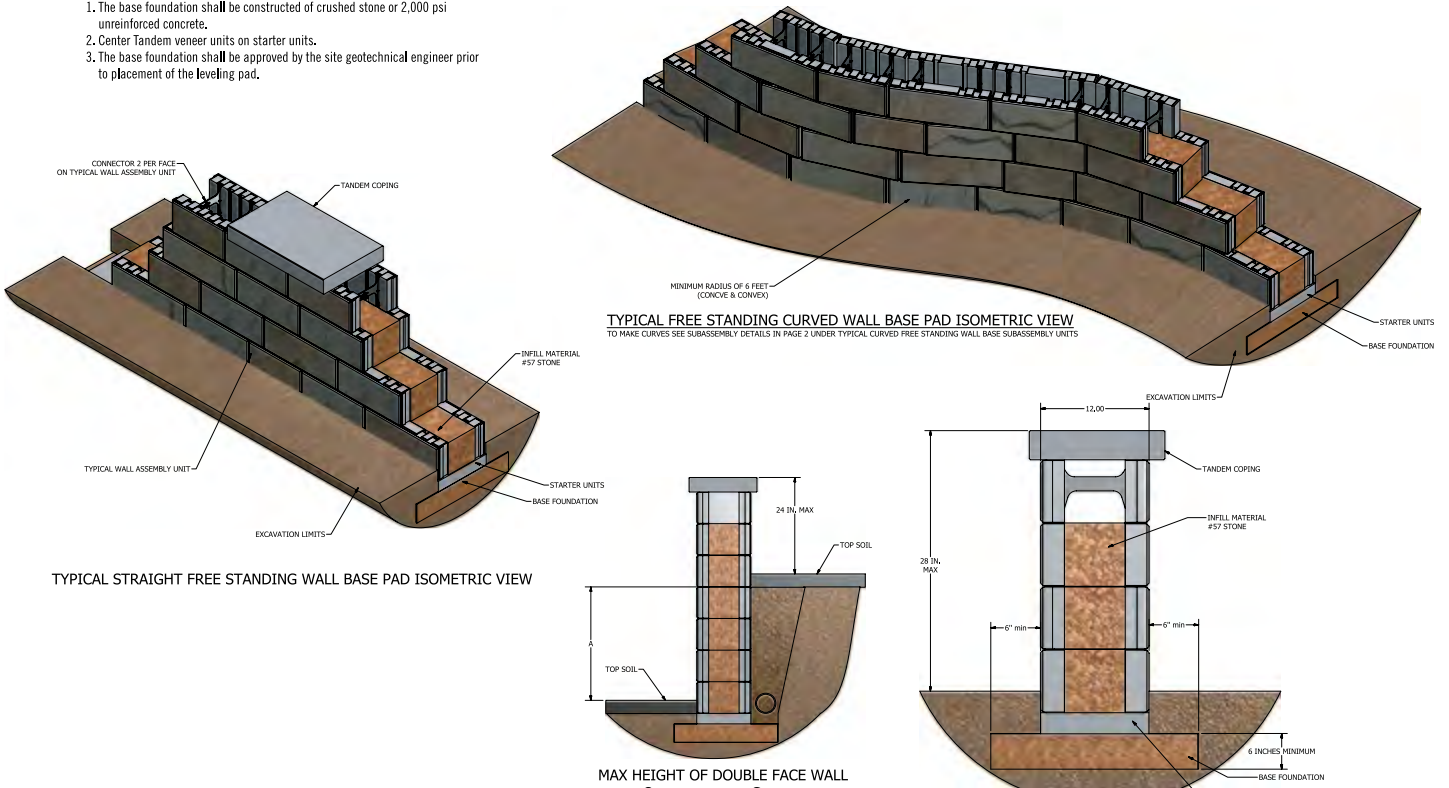 1. The base foundation shall be constructed of crushed stone or 2,000 psi
unreinforced concrete.
2. Center Tandem veneer units on starter units.
3. The base foundation shall be approved by the site geotechnical engineer prior
to placement of the leveling pad.
CONNECTOR 2 PER FACE
ON TYPICAL WALL ASSEMBLY UNIT
TANDEM COPING
INFILL MATERIAL
#57 STONE
TYPICAL WALL ASSEMBLY UNIT
STARTER UNITS
BASE FOUNDATION
EXCAVATION LIMITS
TYPICAL STRAIGHT FREE STANDING WALL BASE PAD ISOMETRIC VIEW
MINIMUM RADIUS OF 6 FEET
(CONCVE & CONVEX)
TYPICAL FREE STANDING CURVED WALL BASE PAD ISOMETRIC VIEW
TO MAKE CURVES SEE SUBASSEMBLY DETAILS IN PAGE 2 UNDER TYPICAL CURVED FREE STANDING WALL BASE SUBASSEMBLY UNITS
STARTER UNITS
BASE FOUNDATION
EXCAVATION LIMITS
24 IN. MAX
TOP SOIL
A
TOP SOIL
MAX HEIGHT OF DOUBLE FACE WALL
12.00
TANDEM COPING
INFILL MATERIAL
#57 STONE
28 IN.
MAX
6" min
6" min
6 INCHES MINIMUM
BASE FOUNDATION